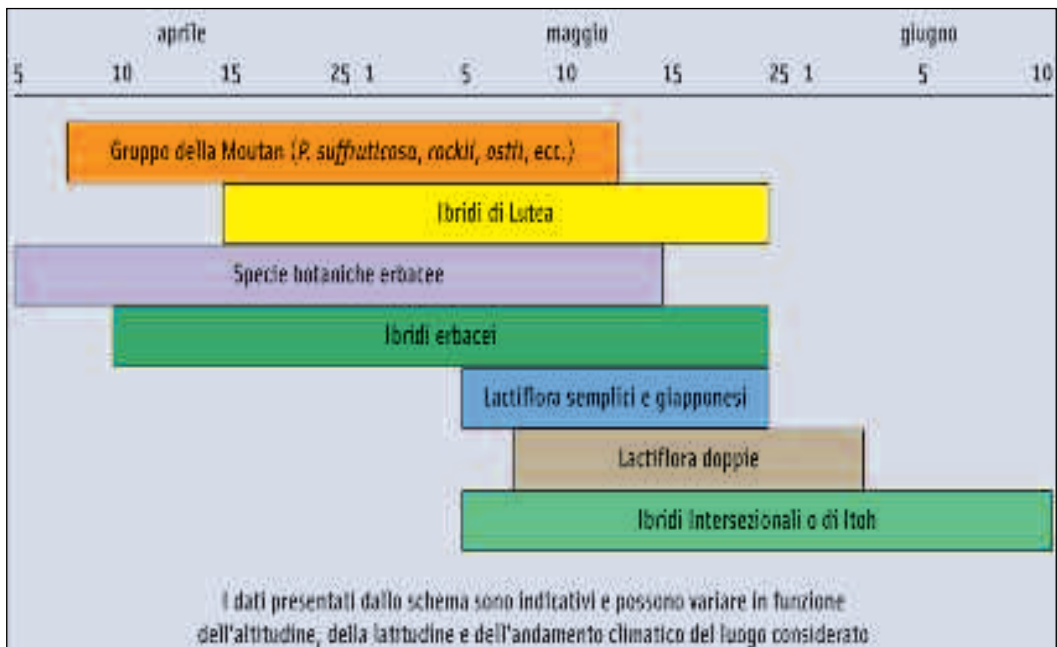 aprile maggio giugno
5 10 15 25 1 5 10 15 25 1 5 10
Gruppo della Moutan (P. suffruticosa, rockii, ostii, ecc.)
Ibridi di Lutea
Specie botaniche erbacee
Ibridi erbacei
Lactiflora semplici e giapponesi
Lactiflora doppie
Ibridi Intersezionali o di Itoh
I dati presentati dallo schema sono indicativi e possono variare in funzione
dell'altitudine, della latitudine e dell'andamento climatico del luogo considerato